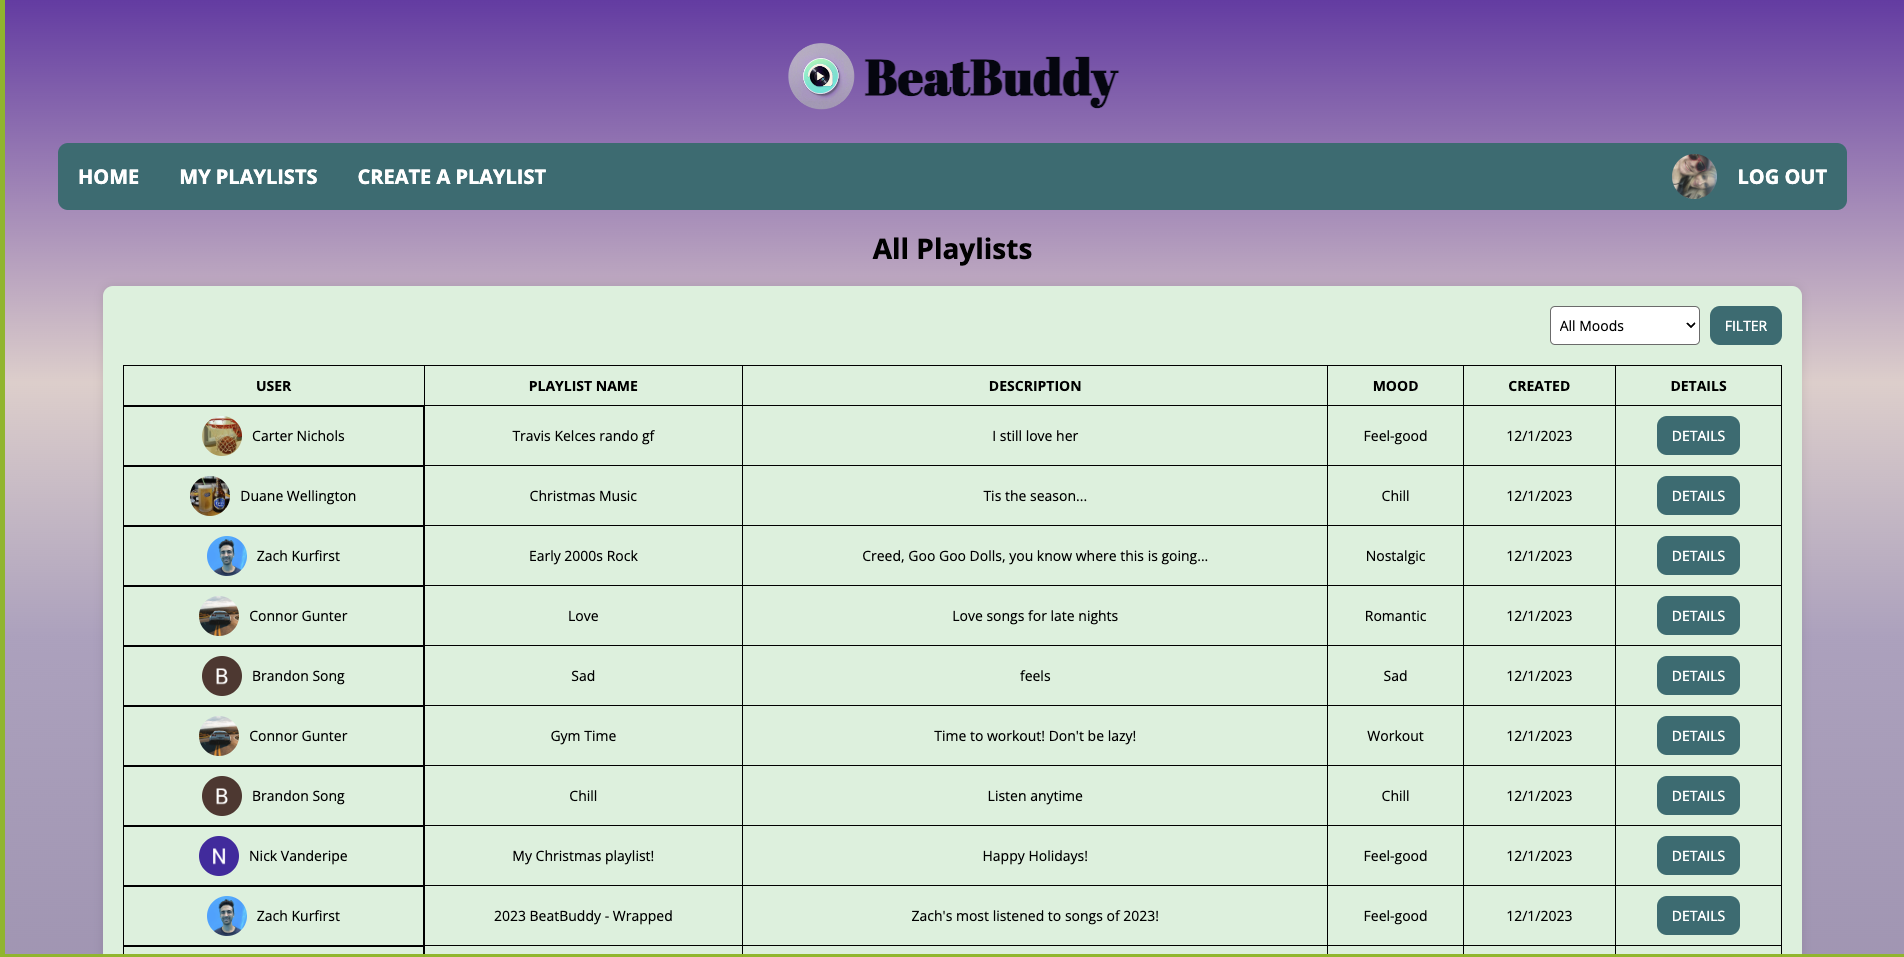 BeatBuddy
HOME MY PLAYLISTS CREATE A PLAYLIST LOG OUT
All Playlists
All Moods FILTER
USER PLAYLIST NAME DESCRIPTION MOOD CREATED DETAILS
Carter Nichols Travis Kelces rando gf I still love her Feel-good 12/1/2023 DETAILS
Duane Wellington Christmas Music Tis the season... Chill 12/1/2023 DETAILS
Zach Kurfirst Early 2000s Rock Creed, Goo Goo Dolls, you know where this is going... Nostalgic 12/1/2023 DETAILS
Connor Gunter Love Love songs for late nights Romantic 12/1/2023 DETAILS
B Brandon Song Sad feels Sad 12/1/2023 DETAILS
Connor Gunter Gym Time Time to workout! Don't be lazy! Workout 12/1/2023 DETAILS
B Brandon Song Chill Listen anytime Chill 12/1/2023 DETAILS
N Nick Vanderipe My Christmas playlist! Happy Holidays! Feel-good 12/1/2023 DETAILS
Zach Kurfirst 2023 BeatBuddy - Wrapped Zach's most listened to songs of 2023! Feel-good 12/1/2023 DETAILS